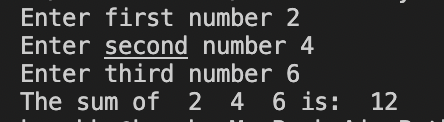 Enter first number 2
Enter second number 4
Enter third number 6
The sum of  2  4  6 is:  12